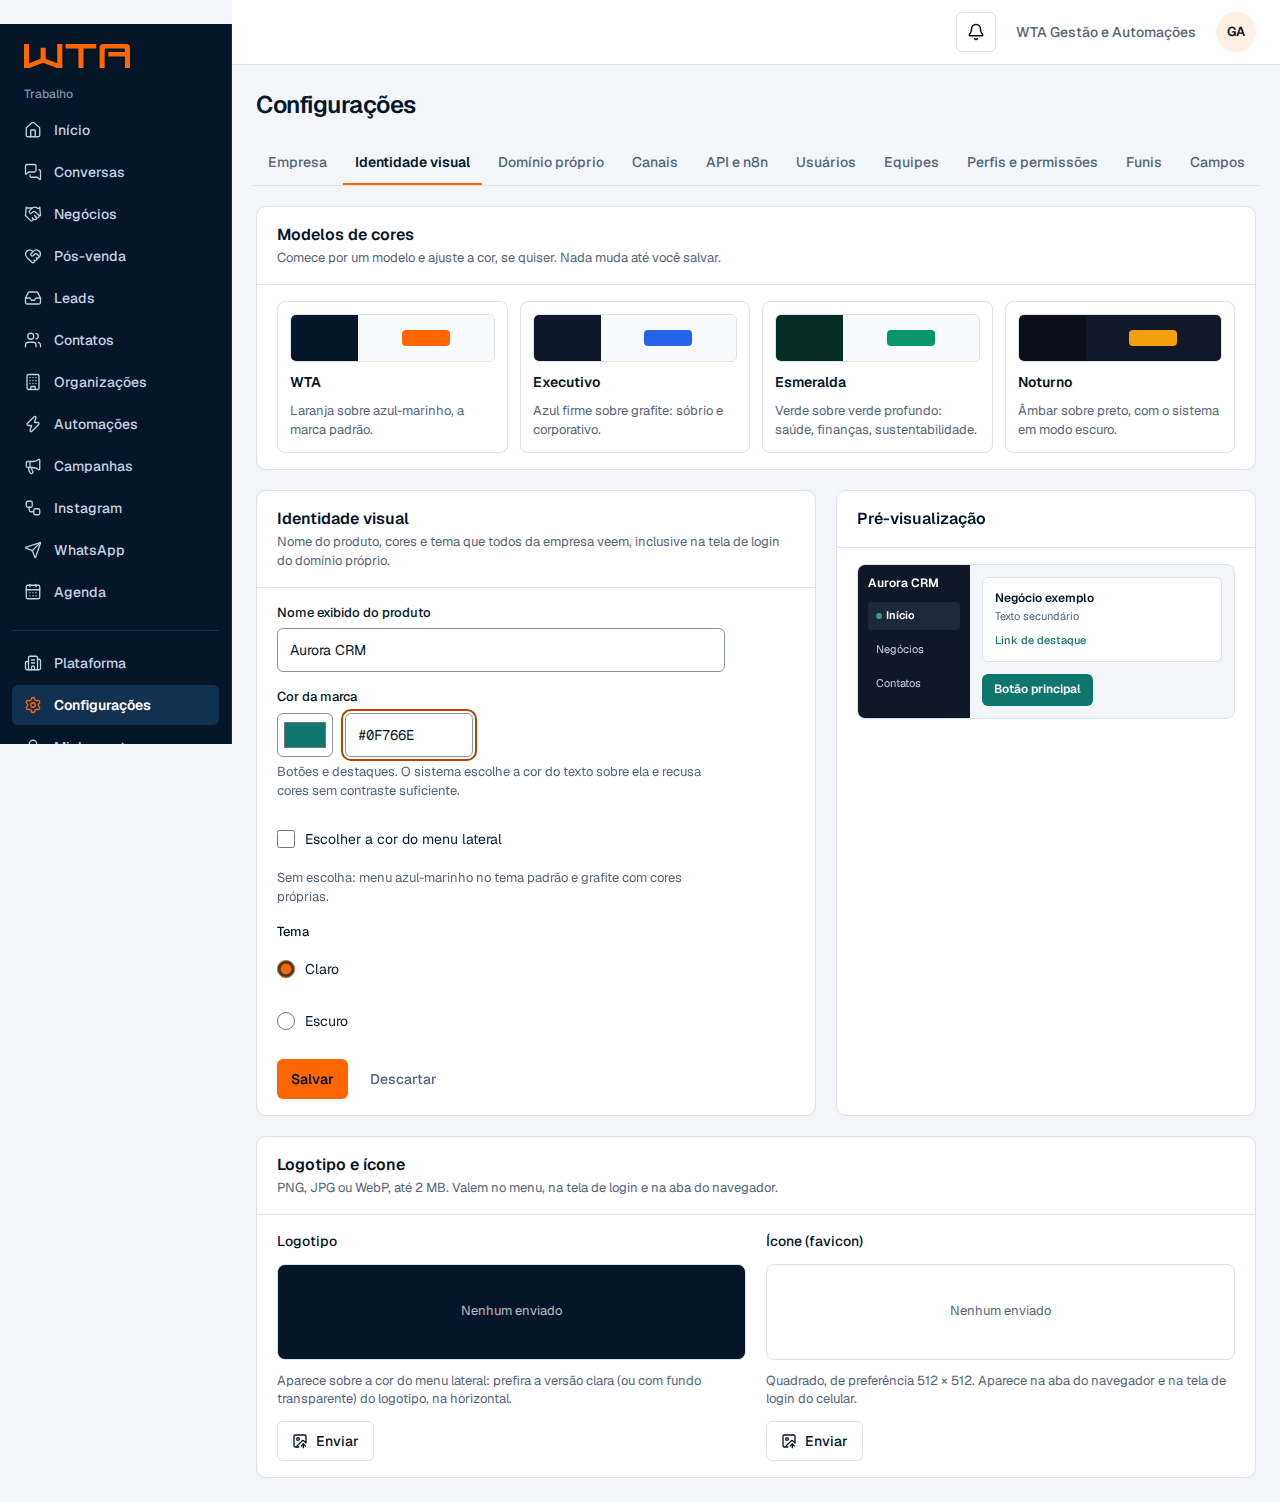 WTA
Trabalho
Início
Conversas
Negócios
Pós-venda
Leads
Contatos
Organizações
Automações
Campanhas
Instagram
WhatsApp
Agenda
Plataforma
Configurações
WTA Gestão e Automações
GA
Configurações
Empresa
Identidade visual
Domínio próprio
Canais
API e n8n
Usuários
Equipes
Perfis e permissões
Funis
Campos
Modelos de cores
Comece por um modelo e ajuste a cor, se quiser. Nada muda até você salvar.
WTA
Laranja sobre azul-marinho, a
marca padrão.
Executivo
Azul firme sobre grafite: sóbrio e
corporativo.
Esmeralda
Verde sobre verde profundo:
saúde, finanças, sustentabilidade.
Noturno
Âmbar sobre preto, com o sistema
em modo escuro.
Identidade visual
Nome do produto, cores e tema que todos da empresa veem, inclusive na tela de login
do domínio próprio.
Nome exibido do produto
Aurora CRM
Cor da marca
#0F766E
Botões e destaques. O sistema escolhe a cor do texto sobre ela e recusa
cores sem contraste suficiente.
Escolher a cor do menu lateral
Sem escolha: menu azul-marinho no tema padrão e grafite com cores
próprias.
Tema
Claro
Escuro
Salvar
Descartar
Pré-visualização
Aurora CRM
Início
Negócios
Contatos
Negócio exemplo
Texto secundário
Link de destaque
Botão principal
Logotipo e ícone
PNG, JPG ou WebP, até 2 MB. Valem no menu, na tela de login e na aba do navegador.
Logotipo
Nenhum enviado
Aparece sobre a cor do menu lateral: prefira a versão clara (ou com fundo
transparente) do logotipo, na horizontal.
Enviar
Ícone (favicon)
Nenhum enviado
Quadrado, de preferência 512 × 512. Aparece na aba do navegador e na tela de
login do celular.
Enviar